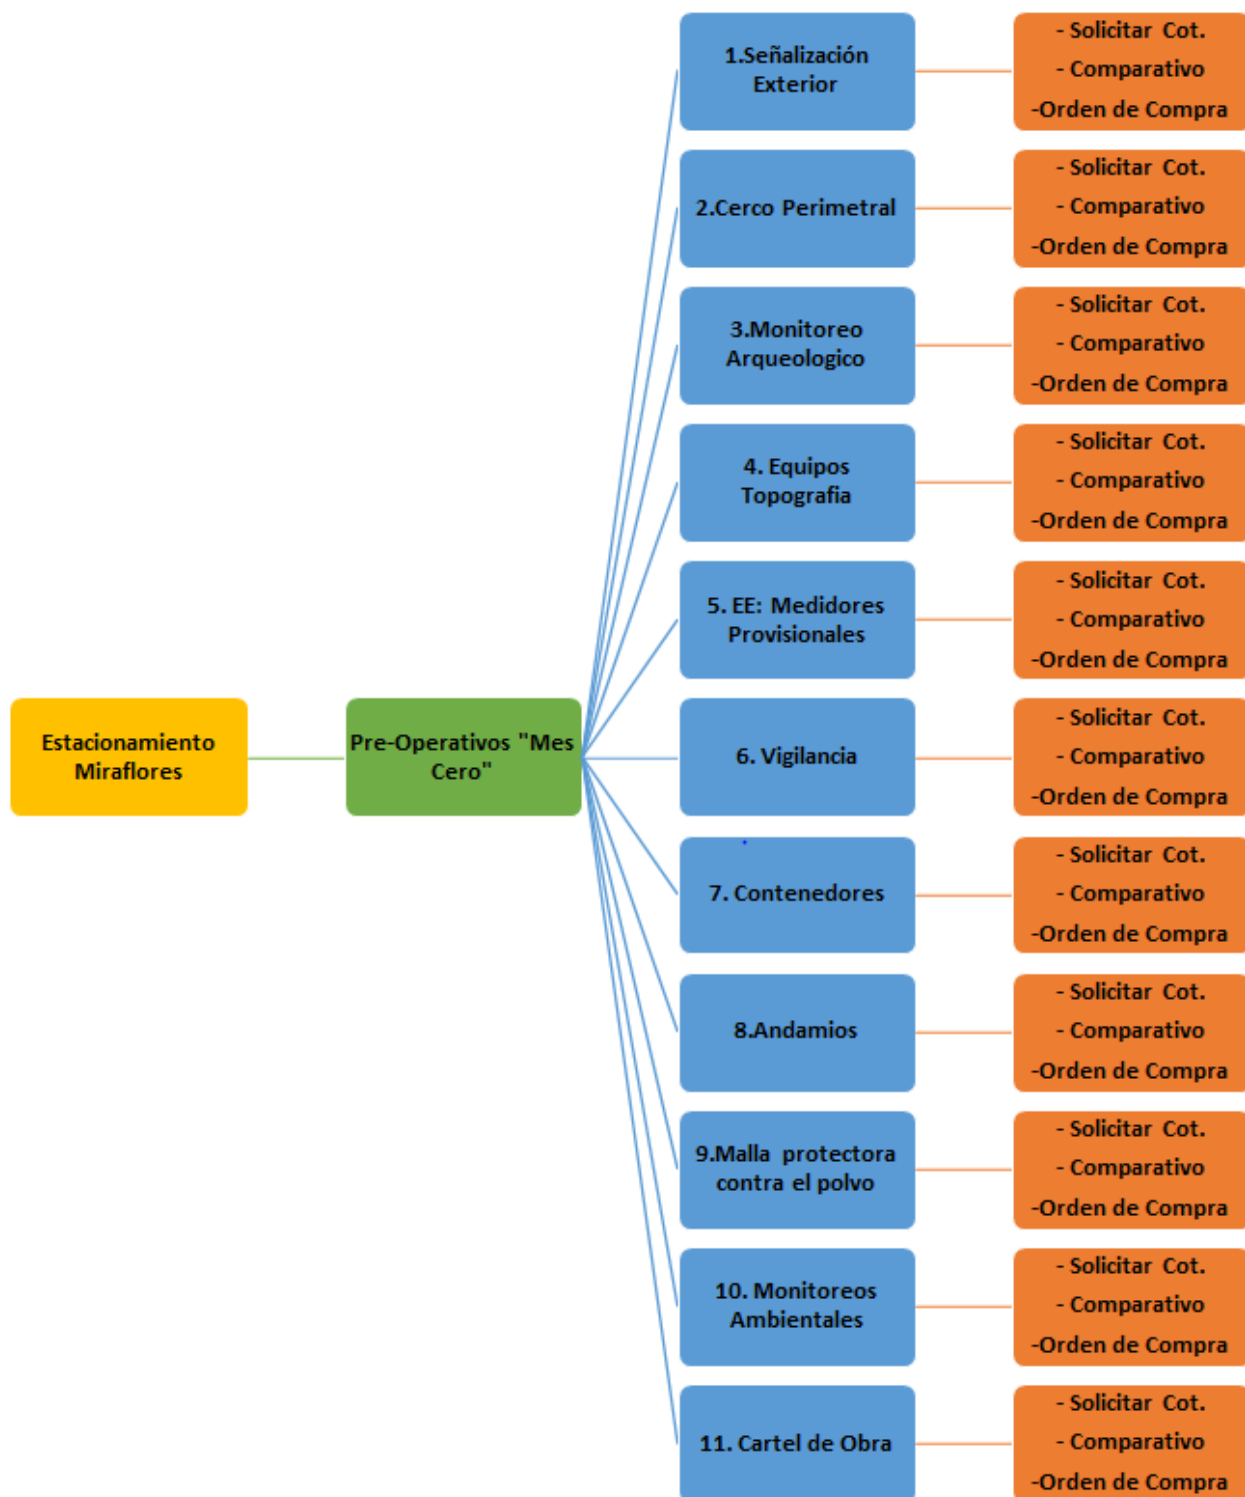 Estacionamiento
Miraflores
Pre-Operativos "Mes
Cero"
1.Señalización
Exterior
- Solicitar Cot.
- Comparativo
-Orden de Compra
2.Cerco Perimetral
- Solicitar Cot.
- Comparativo
-Orden de Compra
3.Monitoreo
Arqueologico
- Solicitar Cot.
- Comparativo
-Orden de Compra
4. Equipos
Topografia
- Solicitar Cot.
- Comparativo
-Orden de Compra
5. EE: Medidores
Provisionales
- Solicitar Cot.
- Comparativo
-Orden de Compra
6. Vigilancia
- Solicitar Cot.
- Comparativo
-Orden de Compra
7. Contenedores
- Solicitar Cot.
- Comparativo
-Orden de Compra
8.Andamios
- Solicitar Cot.
- Comparativo
-Orden de Compra
9.Malla protectora
contra el polvo
- Solicitar Cot.
- Comparativo
-Orden de Compra
10. Monitoreos
Ambientales
- Solicitar Cot.
- Comparativo
-Orden de Compra
11. Cartel de Obra
- Solicitar Cot.
- Comparativo
-Orden de Compra